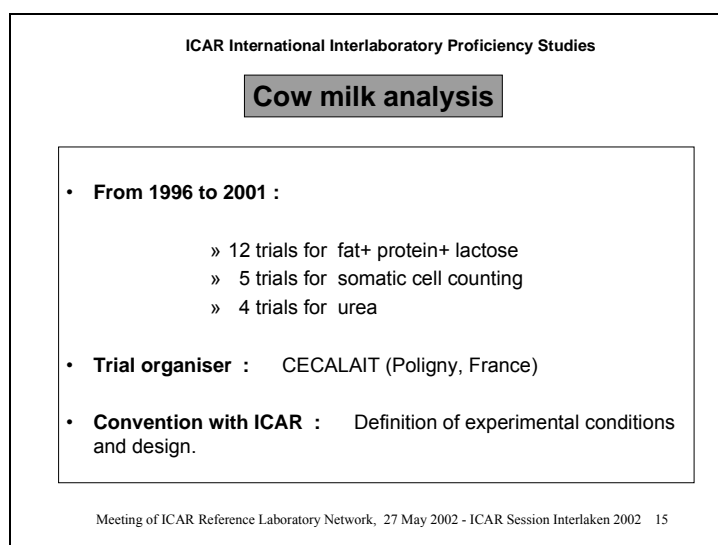 ICAR International Interlaboratory Proficiency Studies
Cow milk analysis
• From 1996 to 2001 :
» 12 trials for fat+ protein+ lactose
» 5 trials for somatic cell counting
» 4 trials for urea
• Trial organiser : CECALAIT (Poligny, France)
• Convention with ICAR : Definition of experimental conditions
and design.
Meeting of ICAR Reference Laboratory Network, 27 May 2002 - ICAR Session Interlaken 2002 15